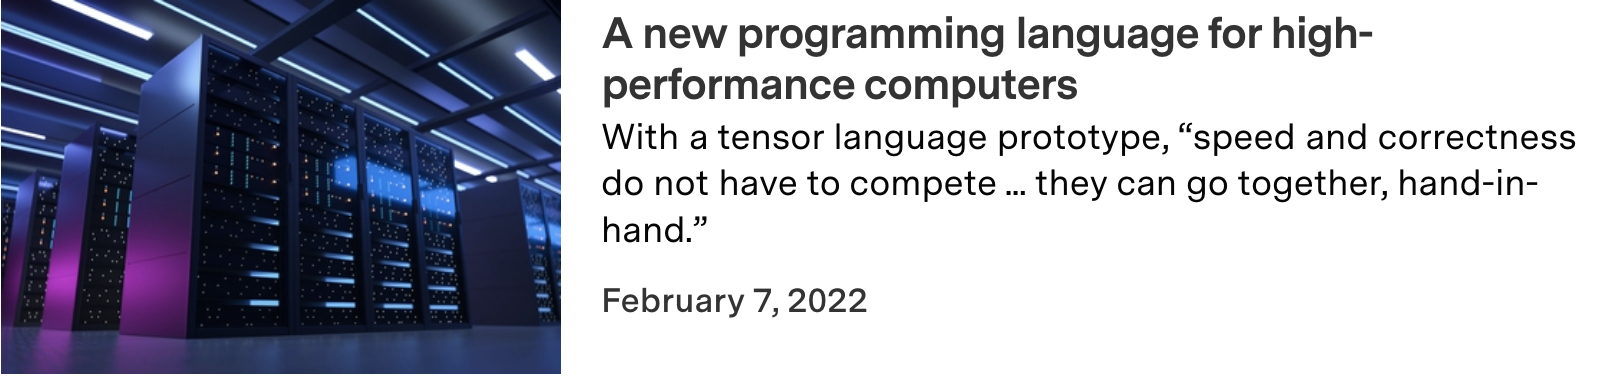 A new programming language for high-
performance computers
With a tensor language prototype, “speed and correctness
do not have to compete ... they can go together, hand-in-
hand.”
February 7, 2022